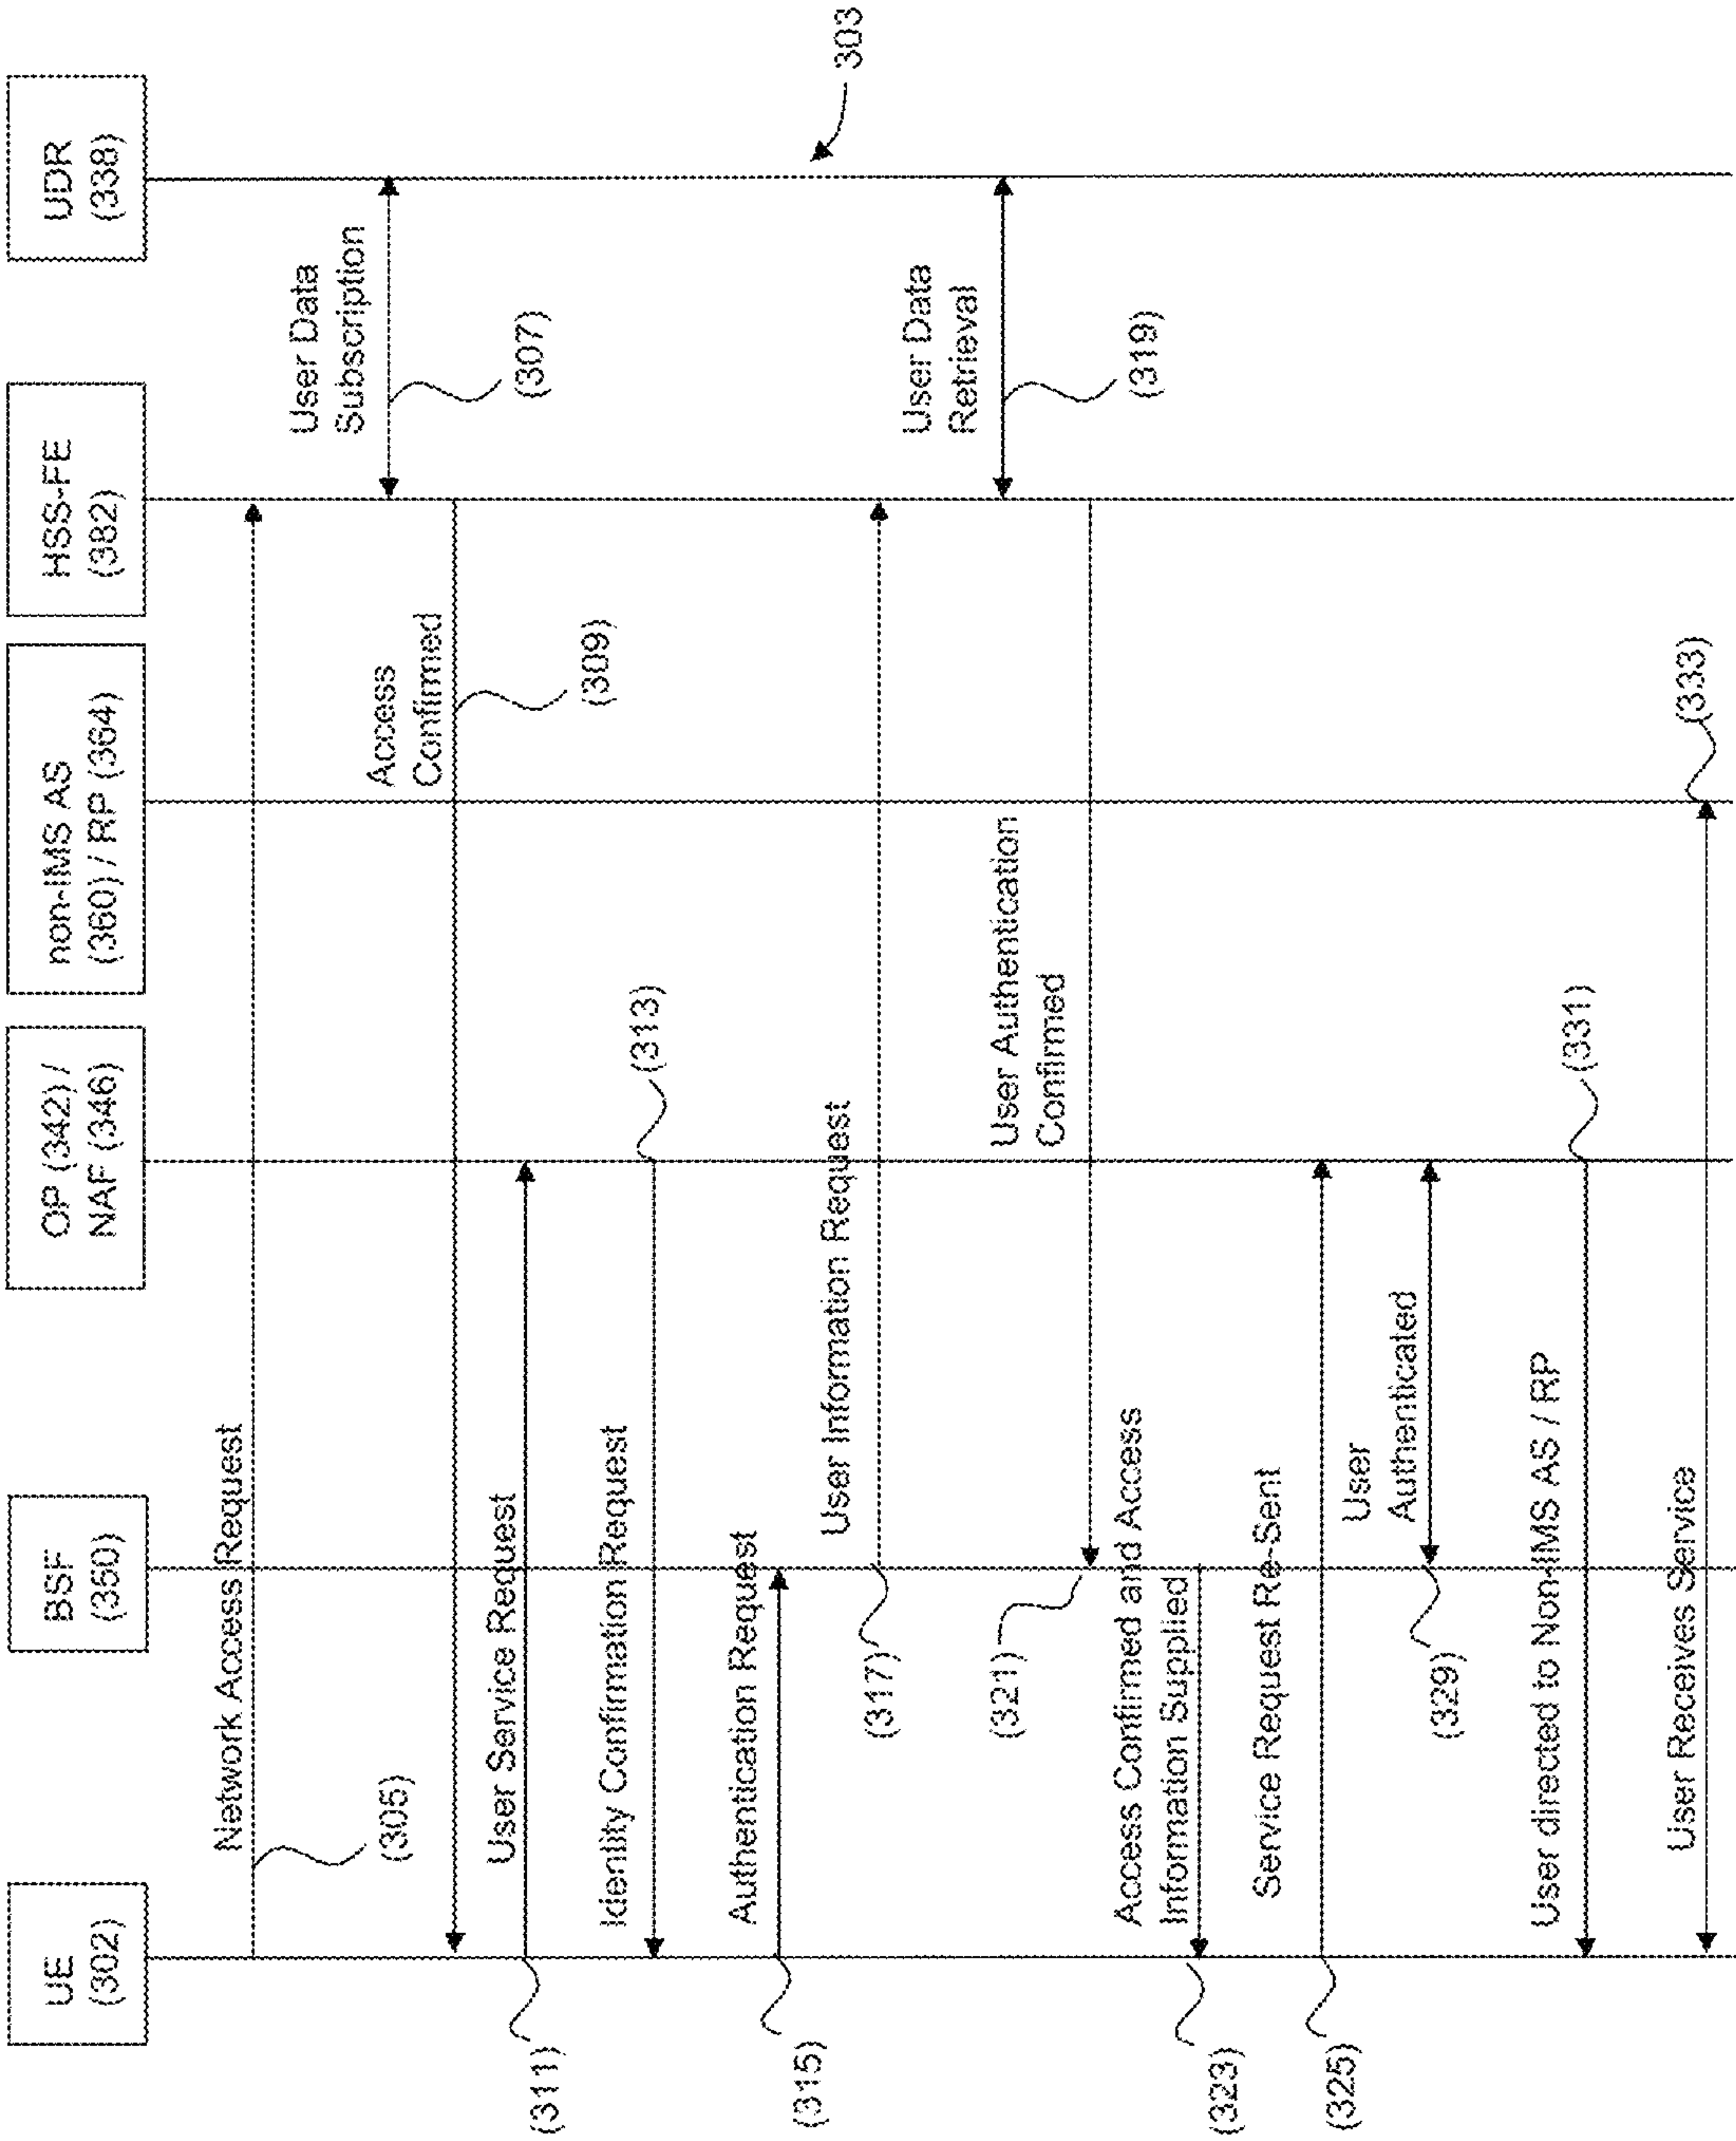 UE
(302)
BSF
(350)
OP (342) /
NAF (346)
non-IMS AS
(360) / RP (364)
HSS-FE
(382)
UDR
(338)
303
Network Access Request
(305)
User Data
Subscription
(307)
Access
Confirmed
(309)
User Service Request
(311)
Identity Confirmation Request
(313)
Authentication Request
(315)
User Information Request
(317)
User Data
Retrieval
(319)
User Authentication
Confirmed
(321)
Access Confirmed and Access
Information Supplied
(323)
Service Request Re-Sent
(325)
User
Authenticated
(329)
User directed to Non-IMS AS / RP
(331)
User Receives Service
(333)